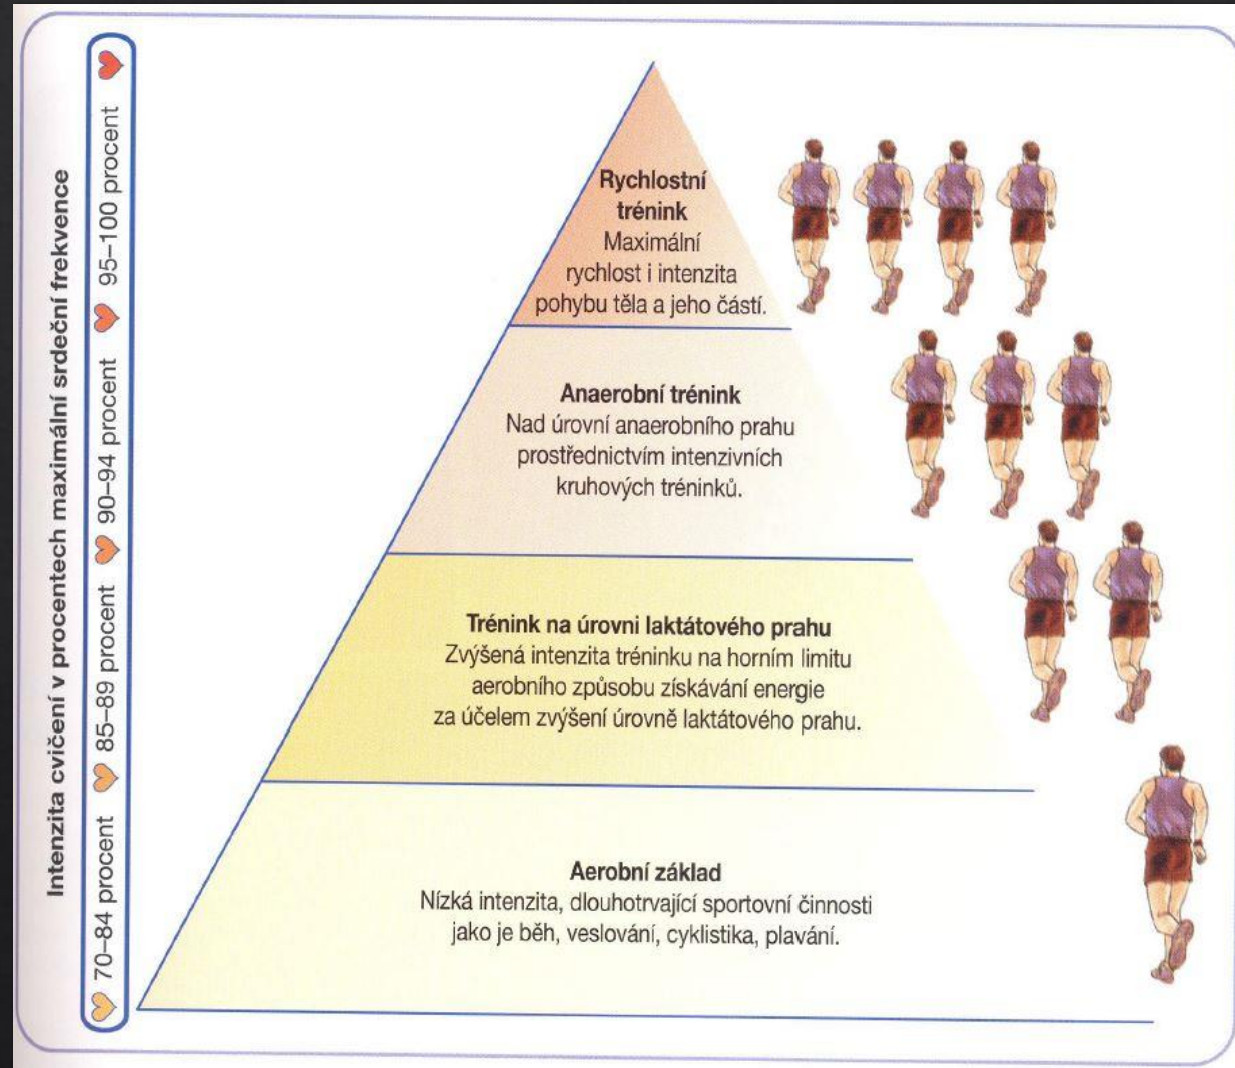 Intenzita cvičení v procentech maximální srdeční frekvence
70–84 procent 85–89 procent 90–94 procent 95–100 procent
Rychlostní
trénink
Maximální
rychlost i intenzita
pohybu těla a jeho částí.
Anaerobní trénink
Nad úrovní anaerobního prahu
prostřednictvím intenzivních
kruhových tréninků.
Trénink na úrovni laktátového prahu
Zvýšená intenzita tréninku na horním limitu
aerobního způsobu získávání energie
za účelem zvýšení úrovně laktátového prahu.
Aerobní základ
Nízká intenzita, dlouhotrvající sportovní činnosti
jako je běh, veslování, cyklistika, plavání.